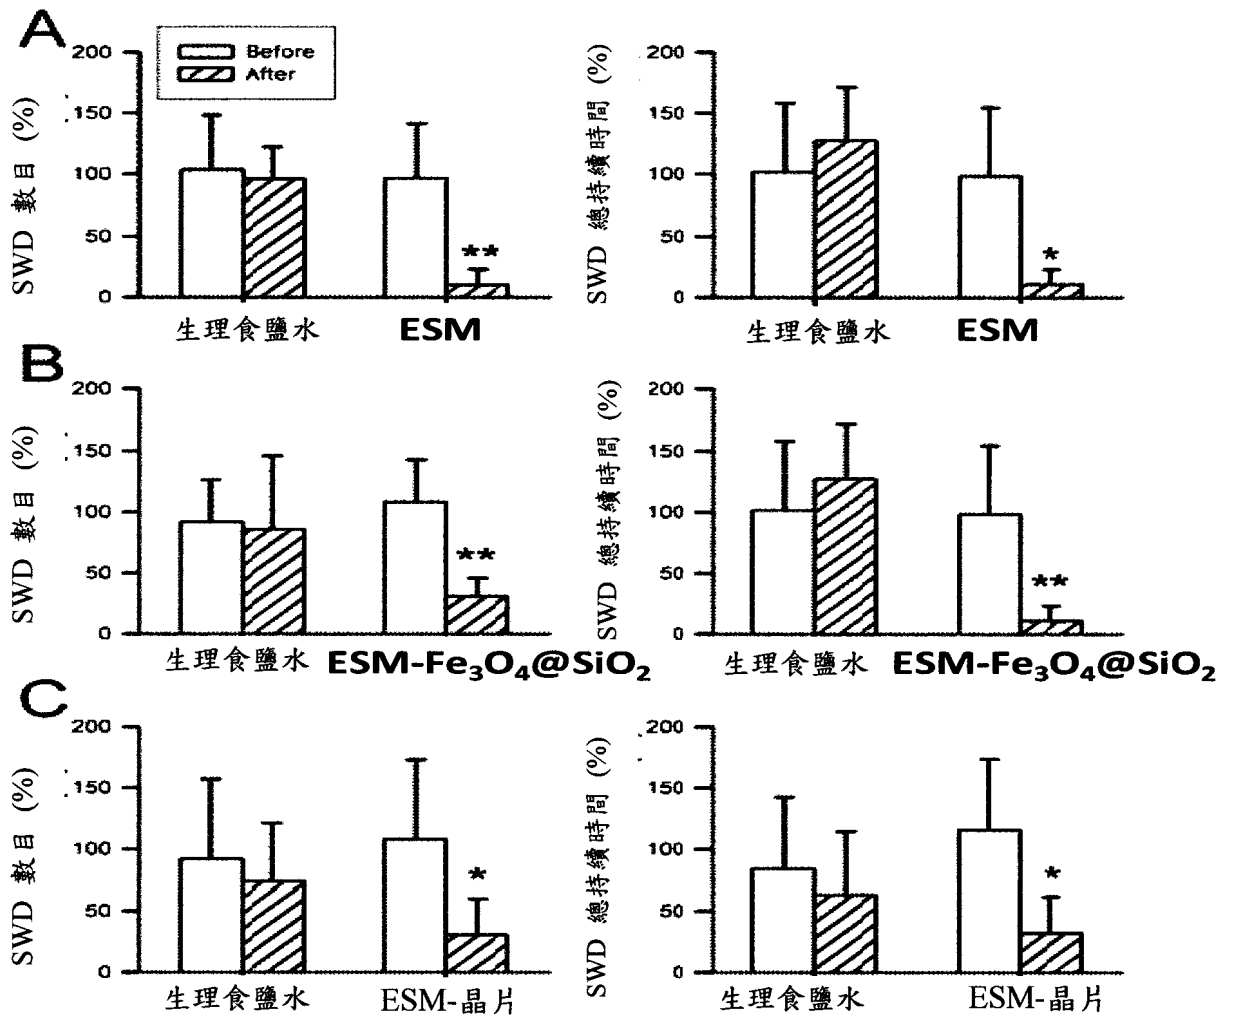 A
Before
After
200
150
100
50
0
SWD 數目 (%)
生理食鹽水
ESM
200
150
100
50
0
SWD 總持續時間 (%)
生理食鹽水
ESM
**
*
B
200
150
100
50
0
SWD 數目 (%)
生理食鹽水
ESM-Fe₃O₄@SiO₂
**
200
150
100
50
0
SWD 總持續時間 (%)
生理食鹽水
ESM-Fe₃O₄@SiO₂
**
C
200
150
100
50
0
SWD 數目 (%)
生理食鹽水
ESM-晶片
*
200
150
100
50
0
SWD 總持續時間 (%)
生理食鹽水
ESM-晶片
*